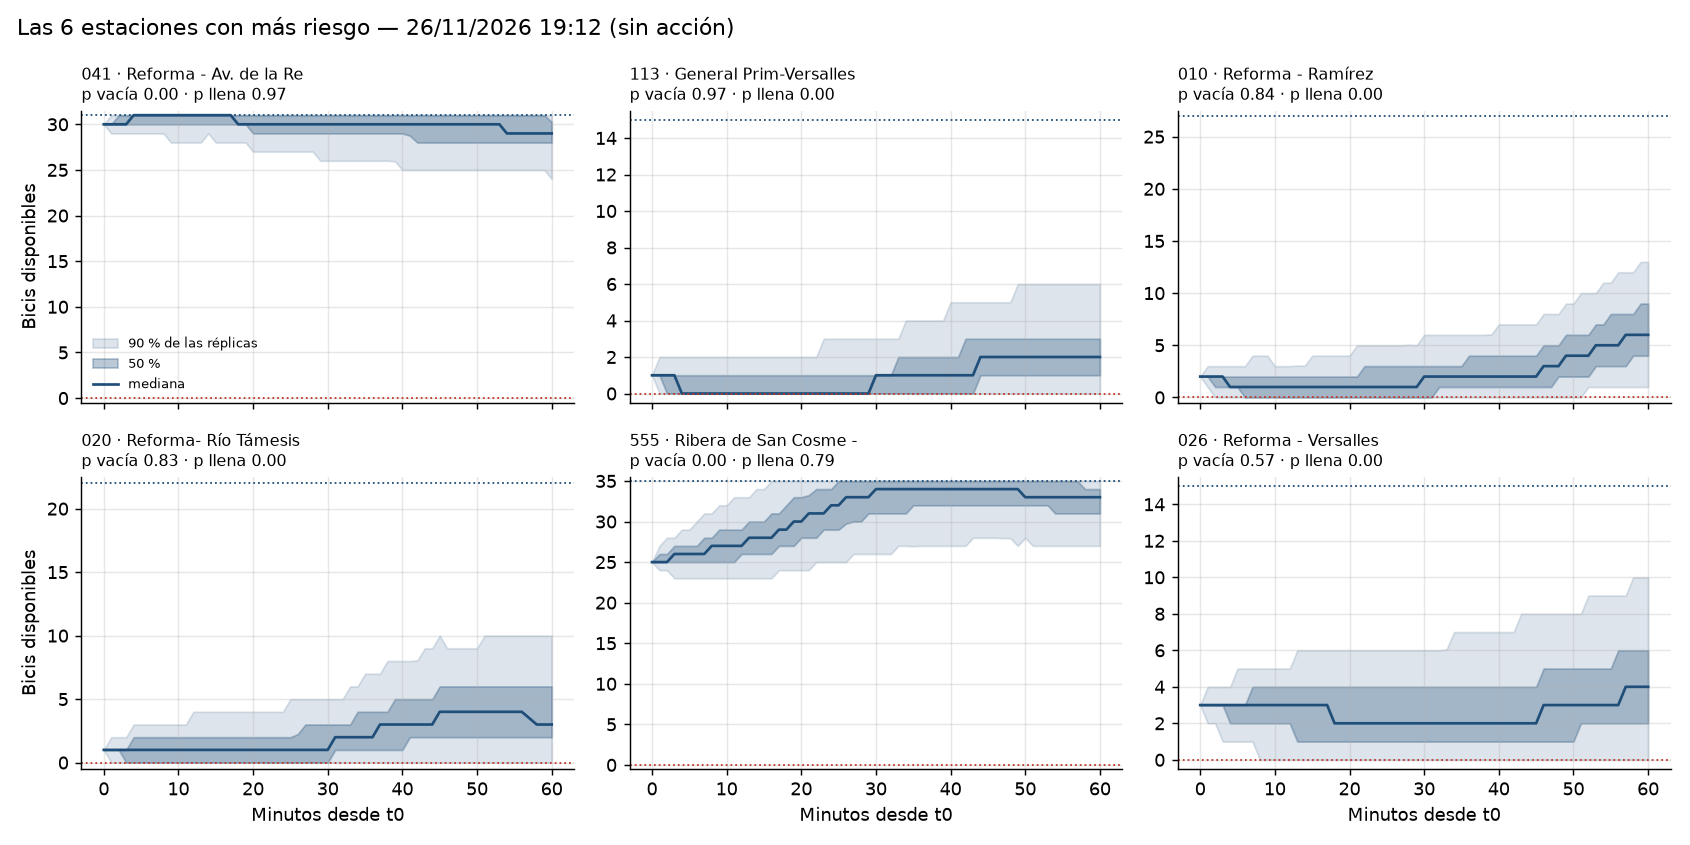 Las 6 estaciones con más riesgo — 26/11/2026 19:12 (sin acción)
041 · Reforma - Av. de la Re
p vacía 0.00 · p llena 0.97
Bicis disponibles
30
25
20
15
10
5
0
90 % de las réplicas
50 %
mediana
113 · General Prim-Versalles
p vacía 0.97 · p llena 0.00
14
12
10
8
6
4
2
0
010 · Reforma - Ramírez
p vacía 0.84 · p llena 0.00
25
20
15
10
5
0
020 · Reforma- Río Támesis
p vacía 0.83 · p llena 0.00
Bicis disponibles
20
15
10
5
0
0 10 20 30 40 50 60
Minutos desde t0
555 · Ribera de San Cosme -
p vacía 0.00 · p llena 0.79
35
30
25
20
15
10
5
0
0 10 20 30 40 50 60
Minutos desde t0
026 · Reforma - Versalles
p vacía 0.57 · p llena 0.00
14
12
10
8
6
4
2
0
0 10 20 30 40 50 60
Minutos desde t0